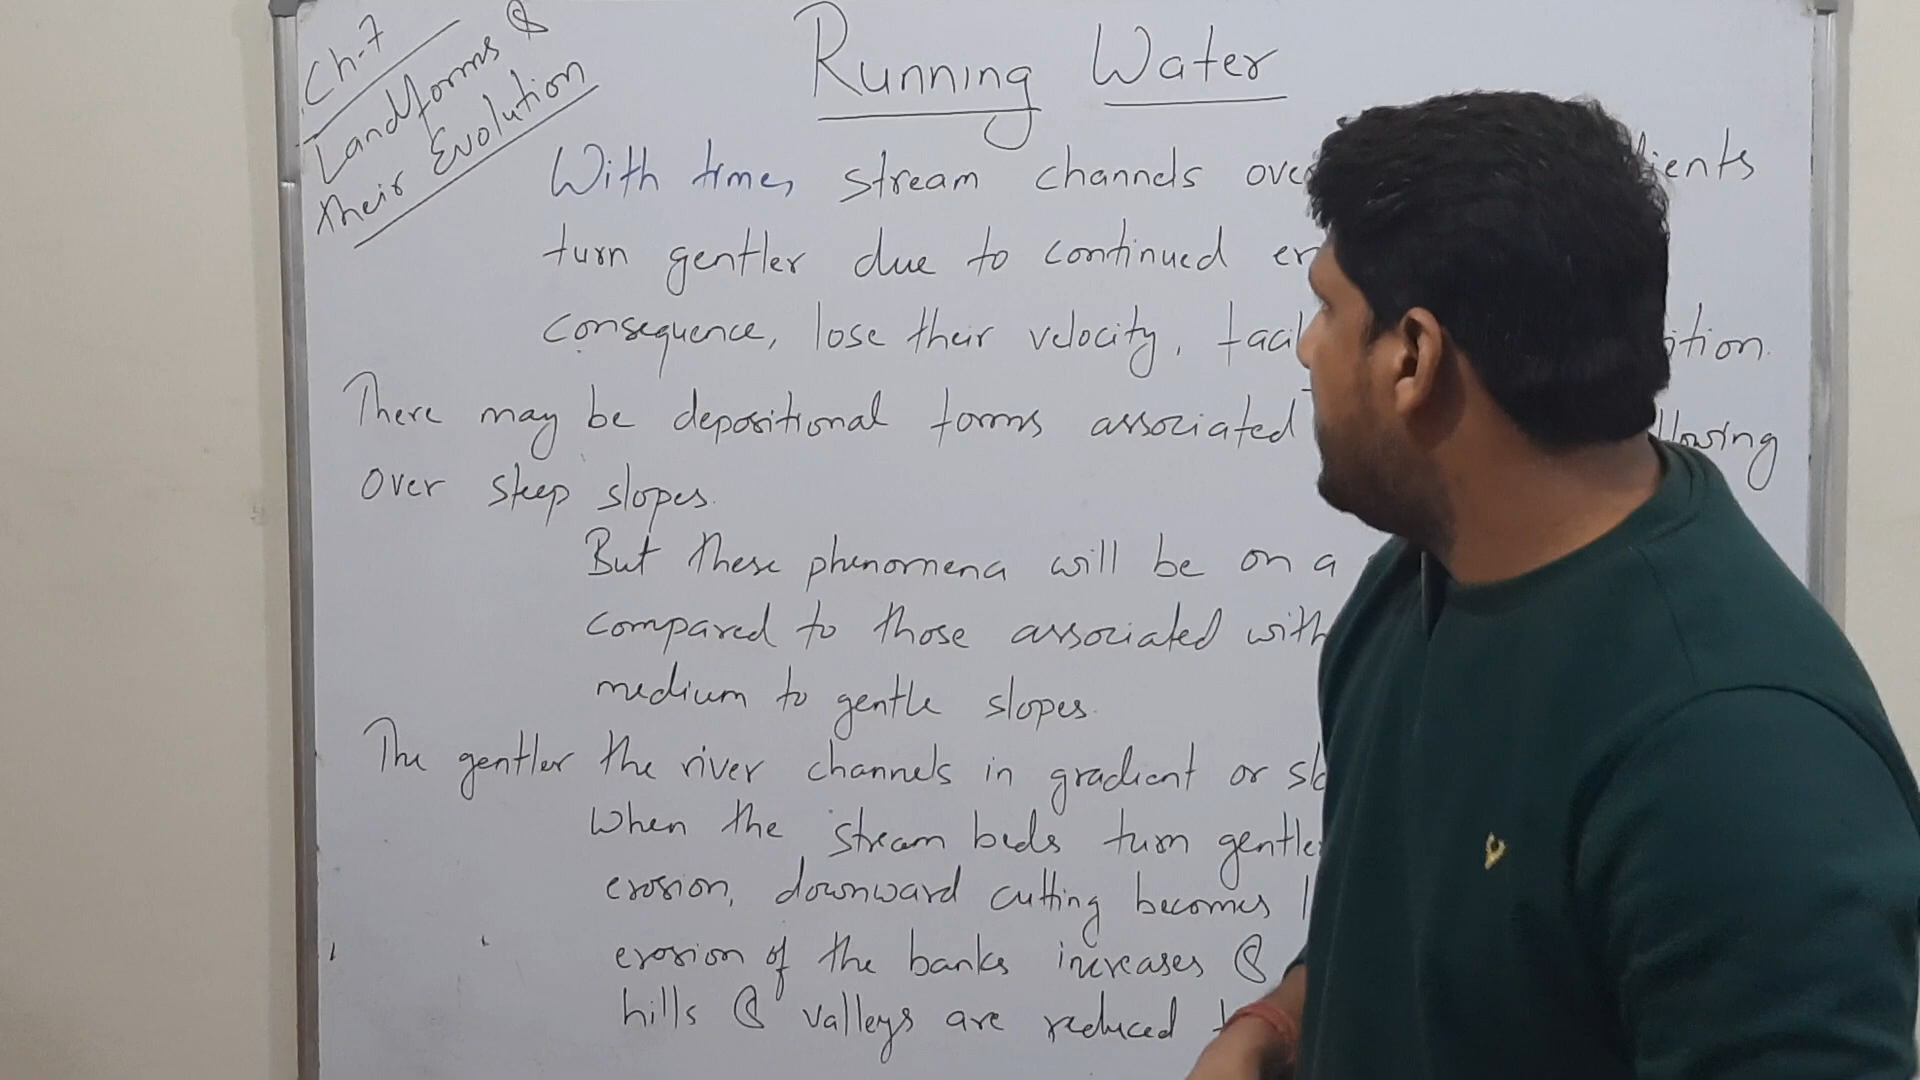 Ch-7
Landforms &
their Evolution
Running Water
With time, stream channels over
turn gentler due to continued
consequence, lose their velocity,
There may be depositional forms associated
over steep slopes.
But these phenomena will be on a
compared to those associated with
medium to gentle slopes.
The gentler the river channels in gradient or
When the stream beds turn
erosion, downward cutting becomes
erosion of the banks increases &
hills & valleys are reduced